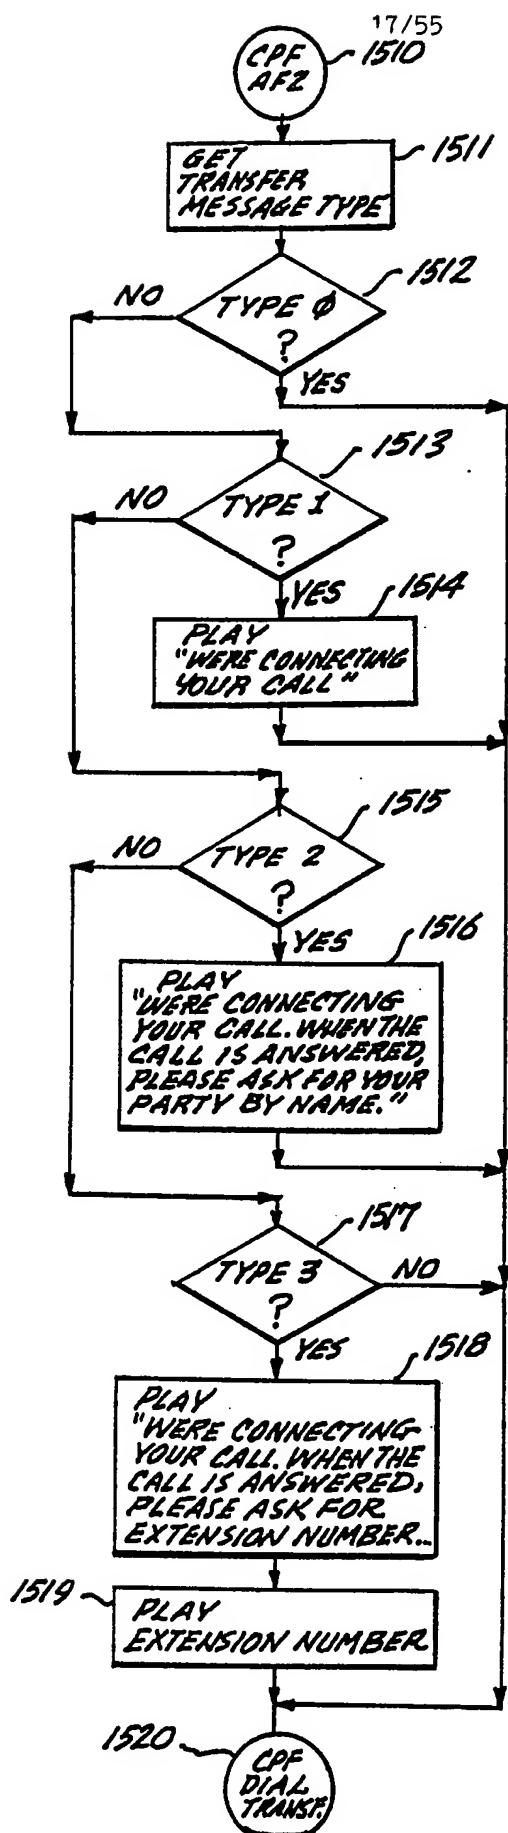 17/55
CPF
AFZ
1510
GET
TRANSFER
MESSAGE TYPE
1511
TYPE Ø
?
1512
NO
YES
TYPE 1
?
1513
NO
YES
PLAY
"WERE CONNECTING
YOUR CALL"
1514
TYPE 2
?
1515
NO
YES
PLAY
"WERE CONNECTING
YOUR CALL. WHEN THE
CALL IS ANSWERED,
PLEASE ASK FOR YOUR
PARTY BY NAME."
1516
TYPE 3
?
1517
NO
YES
PLAY
"WERE CONNECTING
YOUR CALL. WHEN THE
CALL IS ANSWERED,
PLEASE ASK FOR
EXTENSION NUMBER...
1518
1519
PLAY
EXTENSION NUMBER
1520
CPF
DIAL
TRANSF.